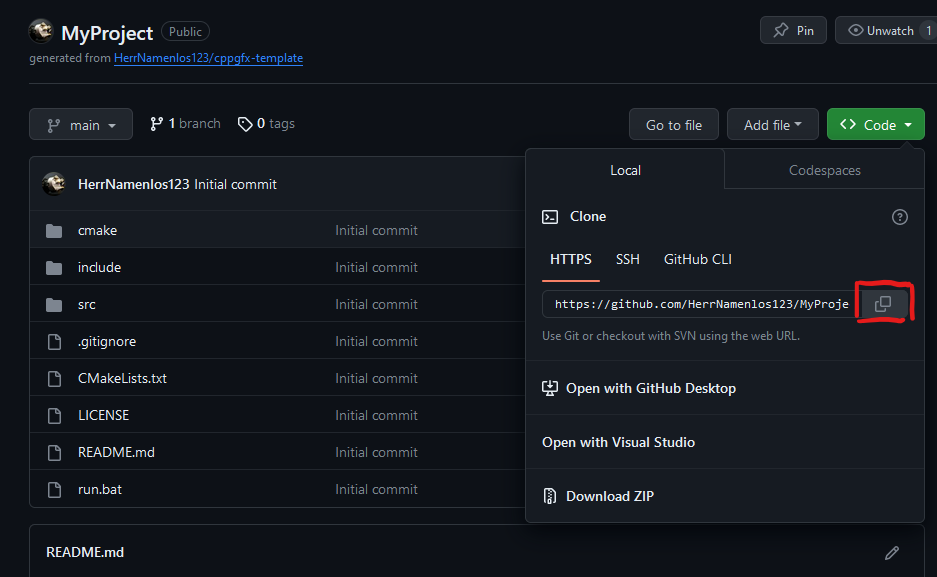 MyProject Public Pin Unwatch 1
generated from HerrNamenlos123/cppgfx-template
main 1 branch 0 tags Go to file Add file Code
Local Codespaces
HerrNamenlos123 Initial commit
Clone
cmake Initial commit
HTTPS SSH GitHub CLI
include Initial commit
src Initial commit
https://github.com/HerrNamenlos123/MyProje
Use Git or checkout with SVN using the web URL.
.gitignore Initial commit
CMakeLists.txt Initial commit
Open with GitHub Desktop
LICENSE Initial commit
Open with Visual Studio
README.md Initial commit
run.bat Initial commit
Download ZIP
README.md